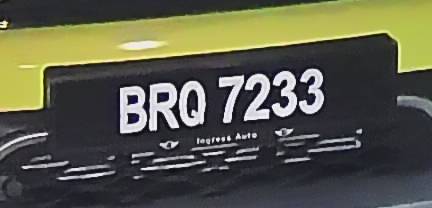 BRQ 7233
Ingress Auto